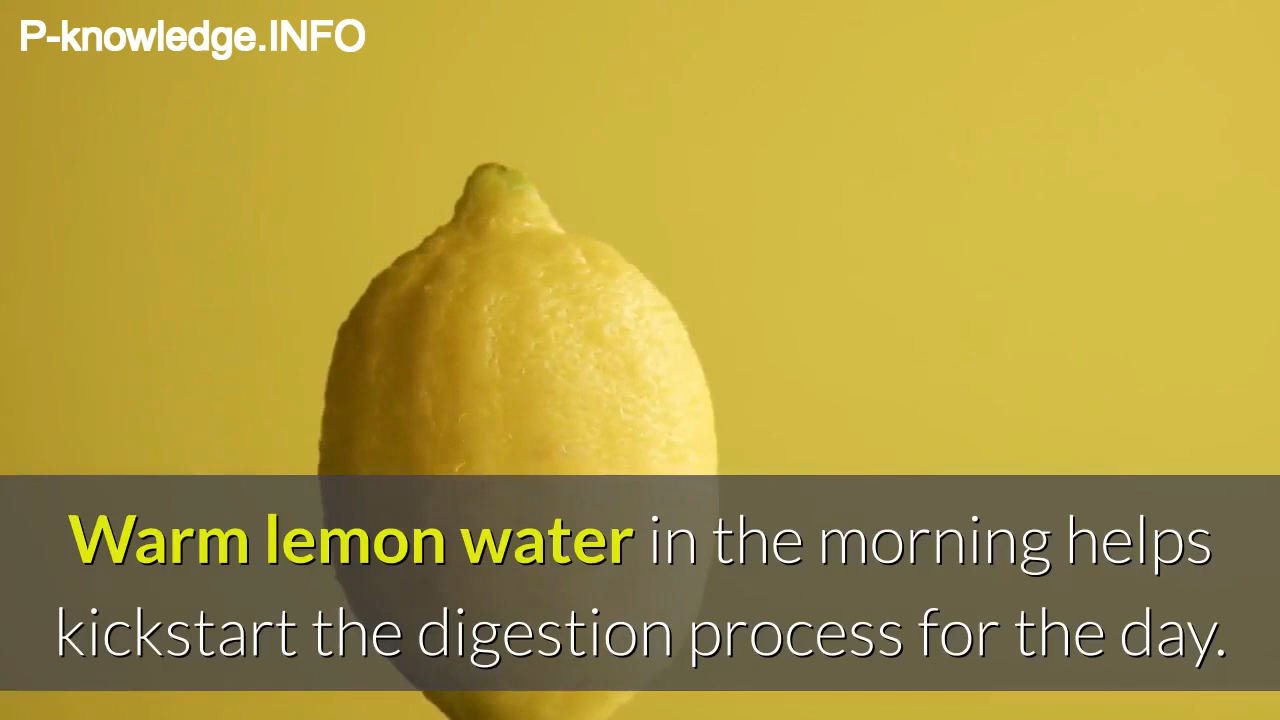 P-knowledge.INFO
Warm lemon water in the morning helps
kickstart the digestion process for the day.